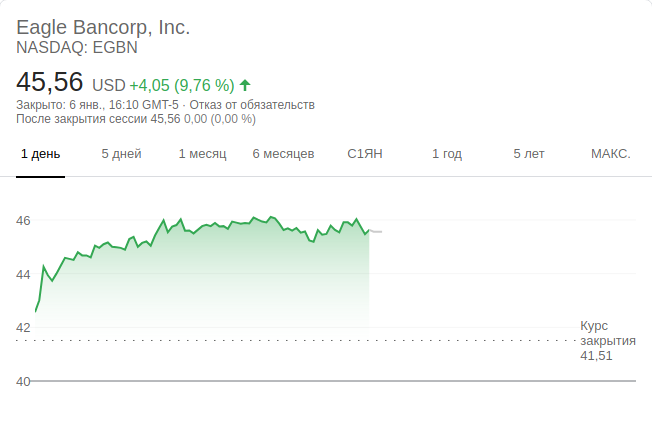 Eagle Bancorp, Inc.
NASDAQ: EGBN
45,56 USD +4,05 (9,76 %)
Закрыто: 6 янв., 16:10 GMT-5 · Отказ от обязательств
После закрытия сессии 45,56 0,00 (0,00 %)
1 день 5 дней 1 месяц 6 месяцев С1ЯН 1 год 5 лет МАКС.
46
44
42
Курс
закрытия
41,51
40